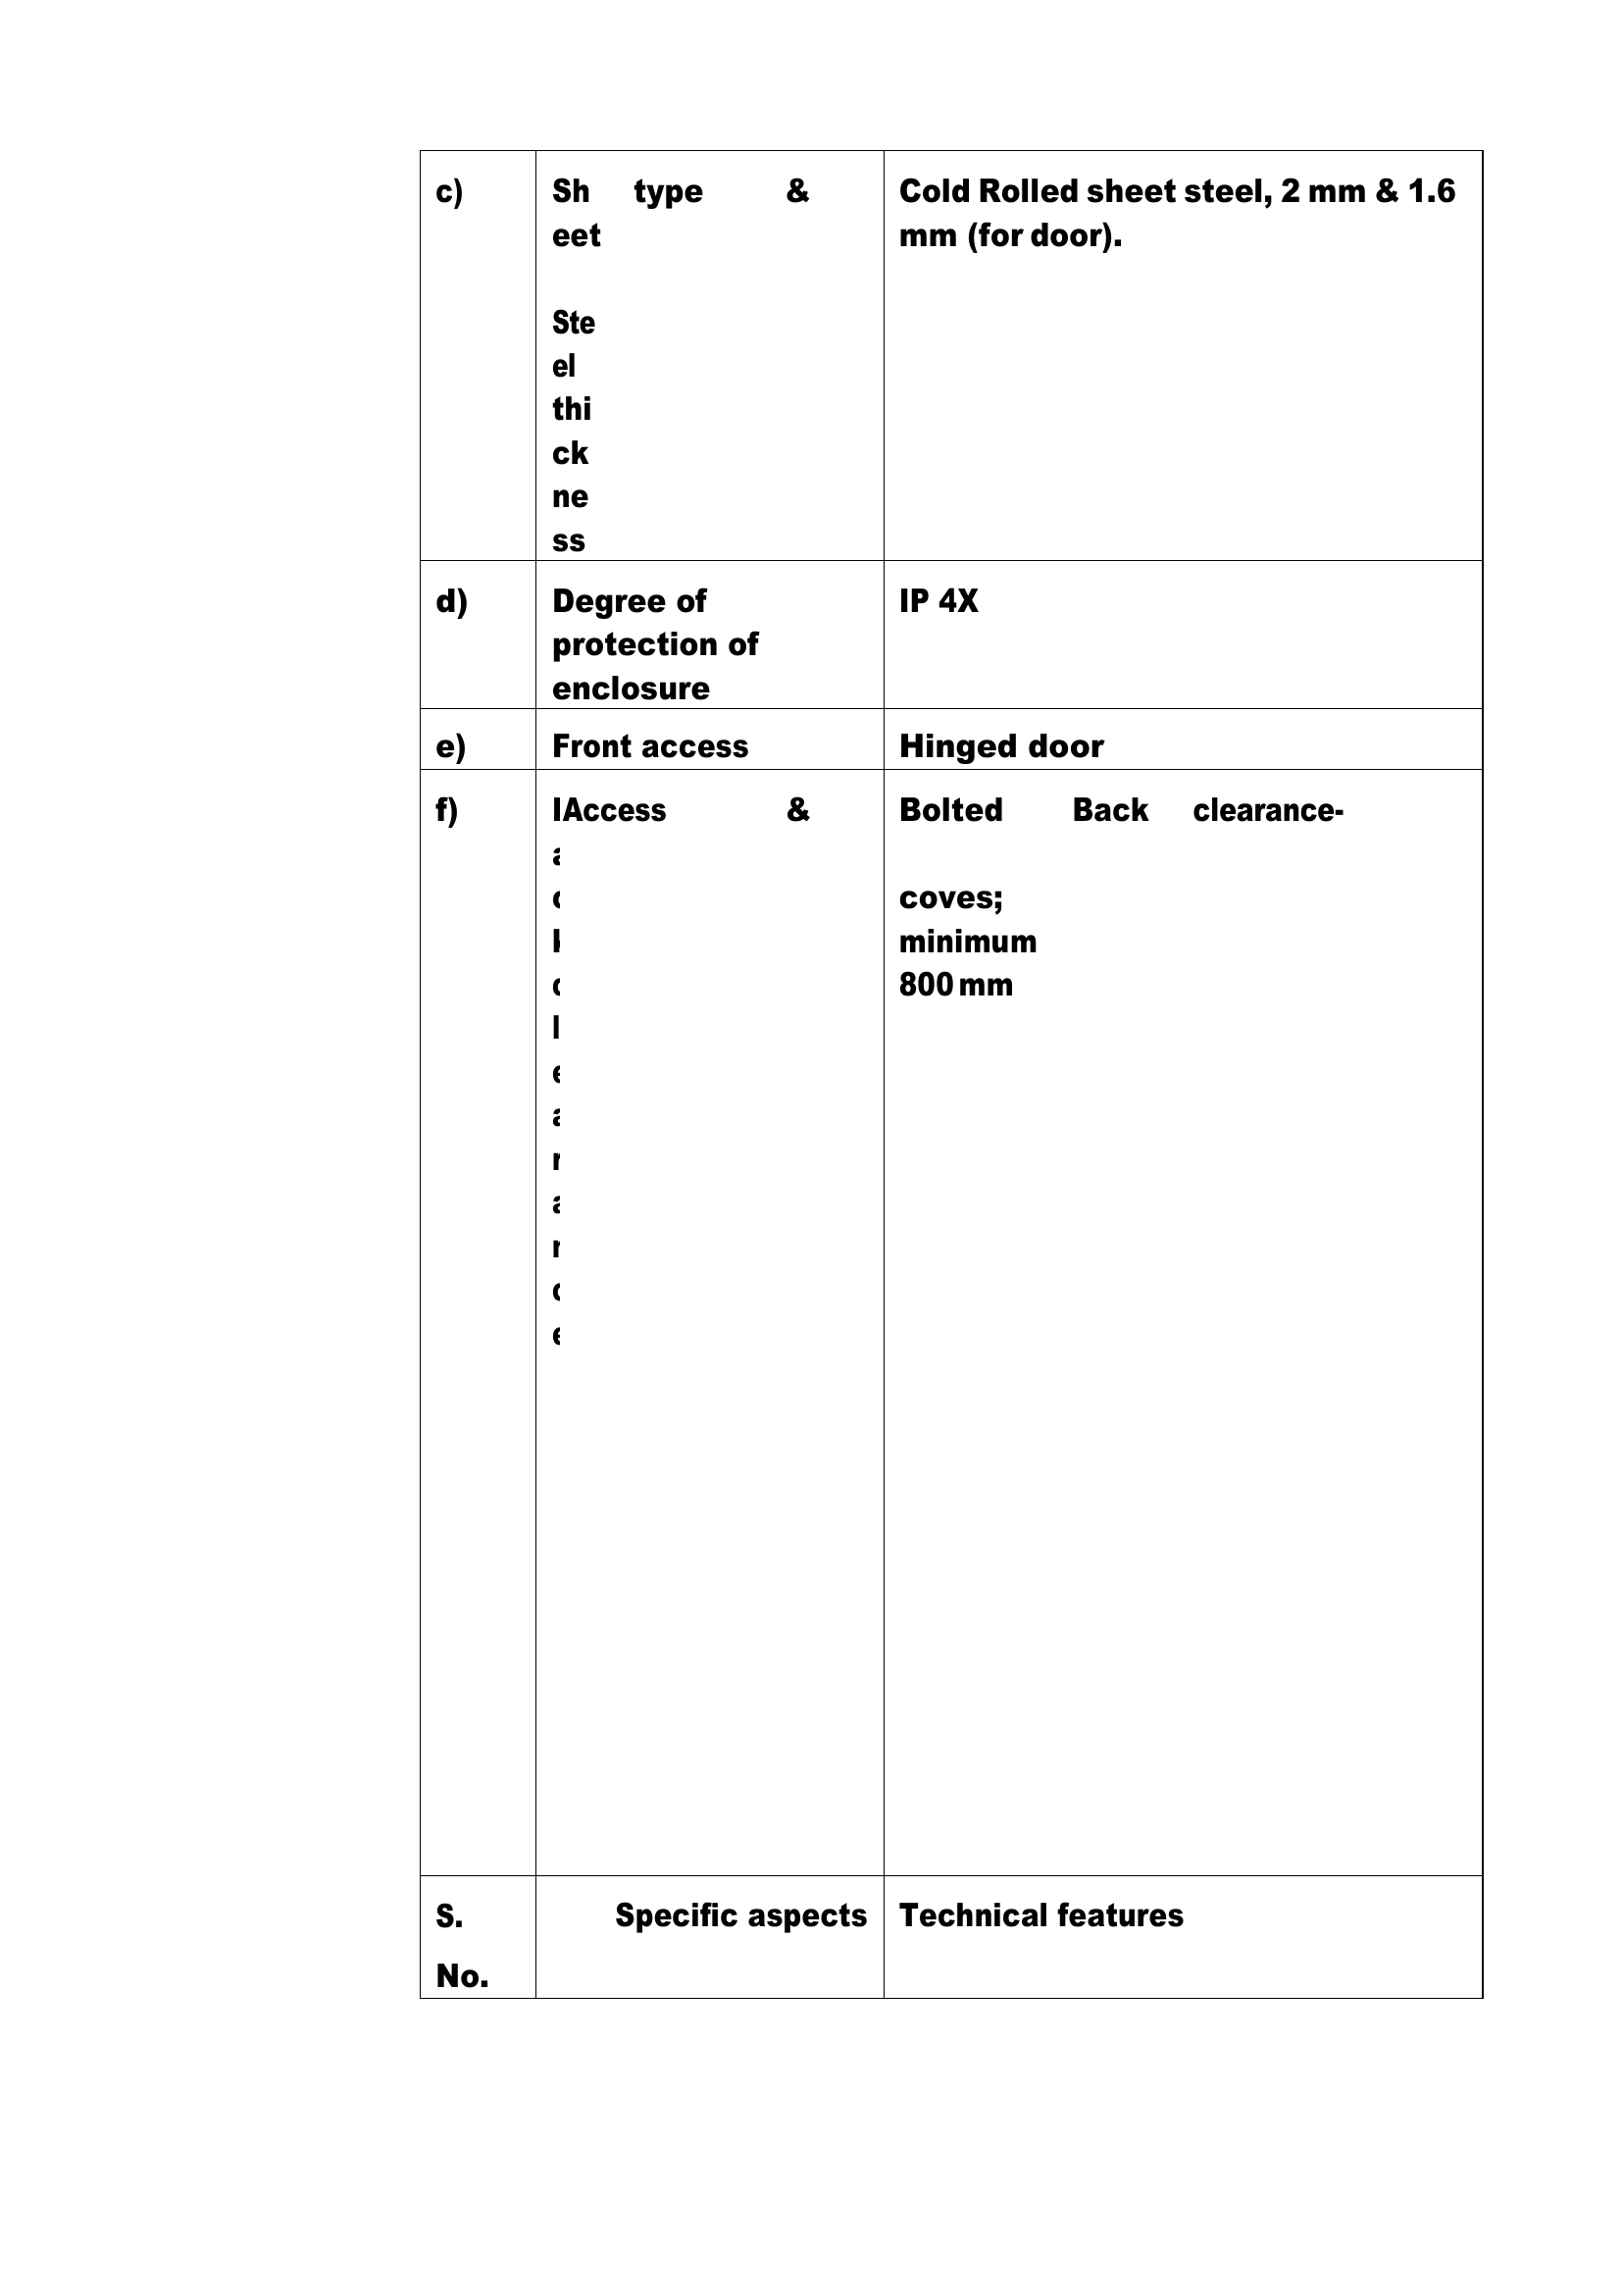 c) Sh type & Cold Rolled sheet steel, 2 mm & 1.6
eet mm (for door).
Ste
el
thi
ck
ne
ss
d) Degree of IP 4X
protection of
enclosure
e) Front access Hinged door
f) Access & Bolted Back clearance-
coves;
minimum
800 mm
S. Specific aspects Technical features
No.